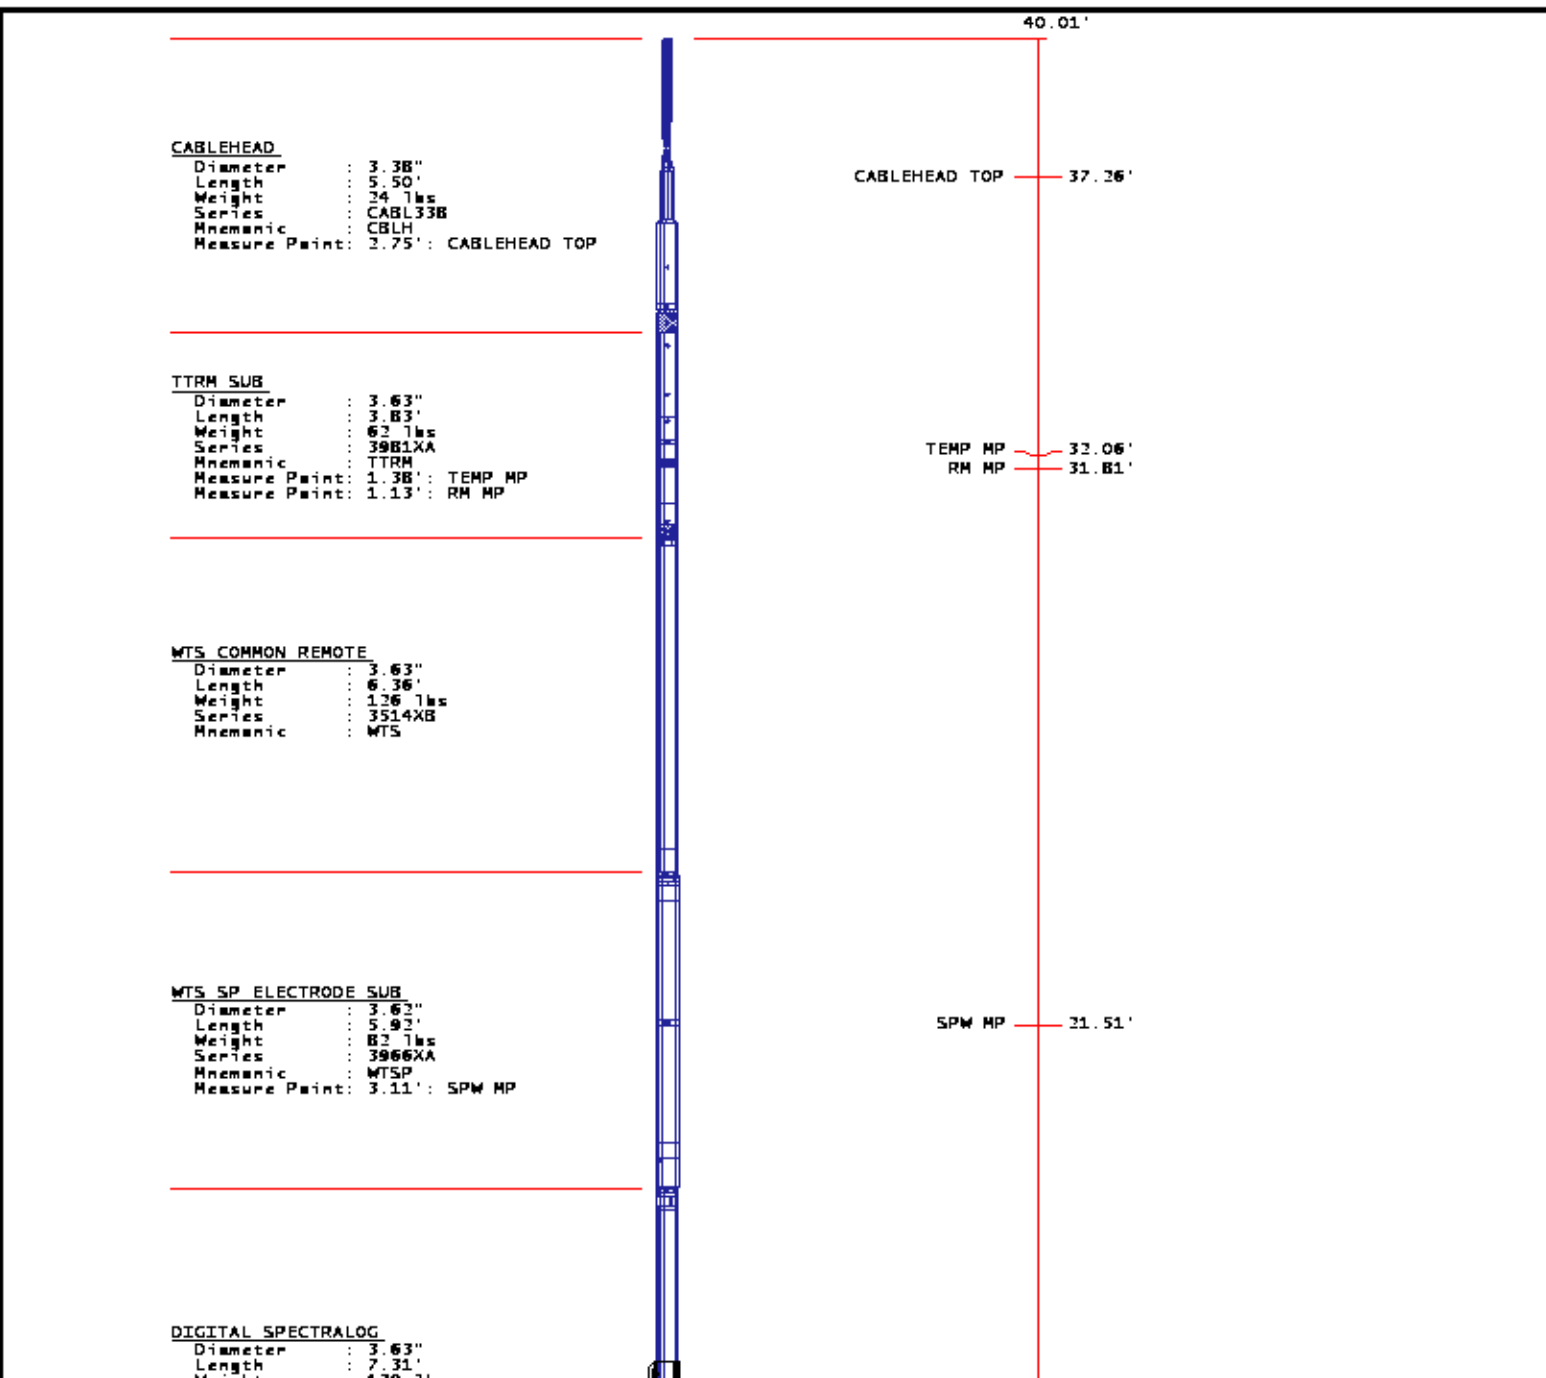 40.01'
CABLEHEAD
Diameter : 3.38"
Length : 5.50'
Weight : 24 lbs
Series : CABL338
Mnemonic : CBLH
Measure Point: 2.75': CABLEHEAD TOP
CABLEHEAD TOP 37.26'
TTRM SUB
Diameter : 3.63"
Length : 3.83'
Weight : 62 lbs
Series : 3981XA
Mnemonic : TTRM
Measure Point: 1.38': TEMP MP
Measure Point: 1.13': RM MP
TEMP MP 32.06'
RM MP 31.81'
WTS COMMON REMOTE
Diameter : 3.63"
Length : 6.36'
Weight : 126 lbs
Series : 3514XB
Mnemonic : WTS
WTS SP ELECTRODE SUB
Diameter : 3.62"
Length : 5.92'
Weight : 82 lbs
Series : 3966XA
Mnemonic : WTSP
Measure Point: 3.11': SPW MP
SPW MP 21.51'
DIGITAL SPECTRALOG
Diameter : 3.63"
Length : 7.31'